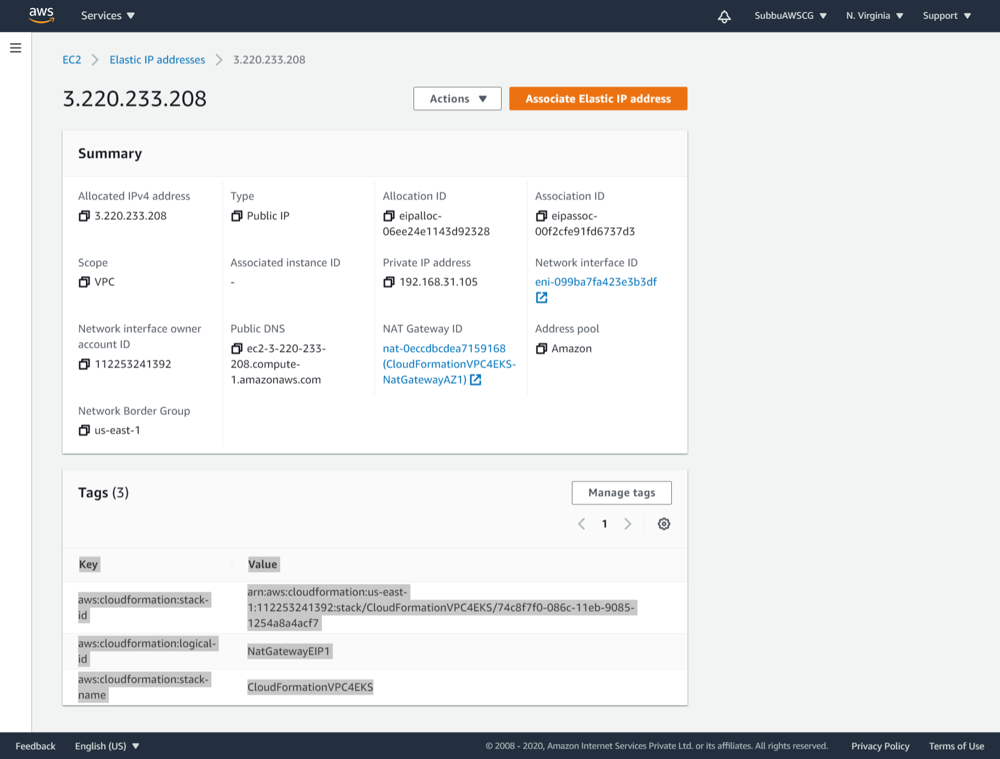 aws
Services
SubbuAWSCG
N. Virginia
Support
EC2
Elastic IP addresses
3.220.233.208
3.220.233.208
Actions
Associate Elastic IP address
Summary
Allocated IPv4 address
3.220.233.208
Type
Public IP
Allocation ID
eipalloc-
06ee24e1143d92328
Association ID
eipassoc-
00f2cfe91fd6737d3
Scope
VPC
Associated instance ID
-
Private IP address
192.168.31.105
Network interface ID
eni-099ba7fa423e3b3df
Network interface owner
account ID
112253241392
Public DNS
ec2-3-220-233-
208.compute-
1.amazonaws.com
NAT Gateway ID
nat-0eccdbcdea7159168
(CloudFormationVPC4EKS-
NatGatewayAZ1)
Address pool
Amazon
Network Border Group
us-east-1
Tags (3)
Manage tags
1
Key
Value
aws:cloudformation:stack-
id
arn:aws:cloudformation:us-east-
1:112253241392:stack/CloudFormationVPC4EKS/74c8f7f0-086c-11eb-9085-
1254a8a4acf7
aws:cloudformation:logical-
id
NatGatewayEIP1
aws:cloudformation:stack-
name
CloudFormationVPC4EKS
Feedback
English (US)
© 2008 - 2020, Amazon Internet Services Private Ltd. or its affiliates. All rights reserved.
Privacy Policy
Terms of Use